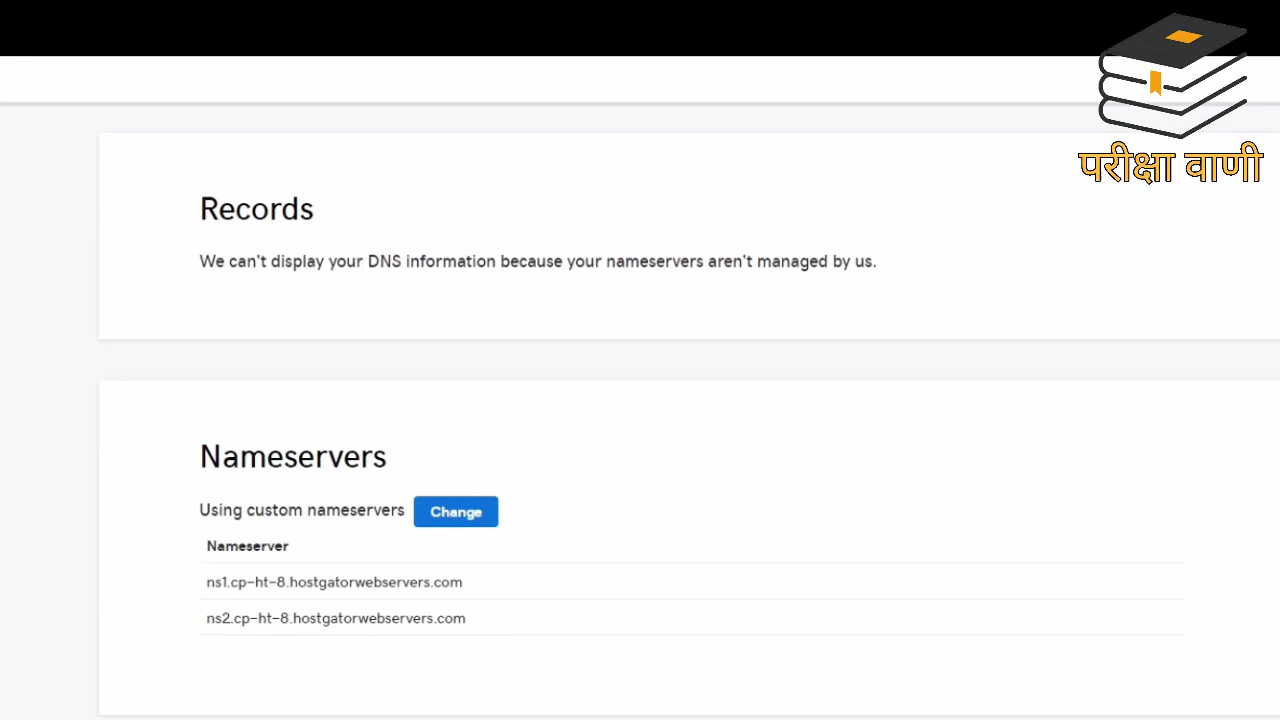 परीक्षा वाणी
Records
We can't display your DNS information because your nameservers aren't managed by us.
Nameservers
Using custom nameservers Change
Nameserver
ns1.cp-ht-8.hostgatorwebservers.com
ns2.cp-ht-8.hostgatorwebservers.com